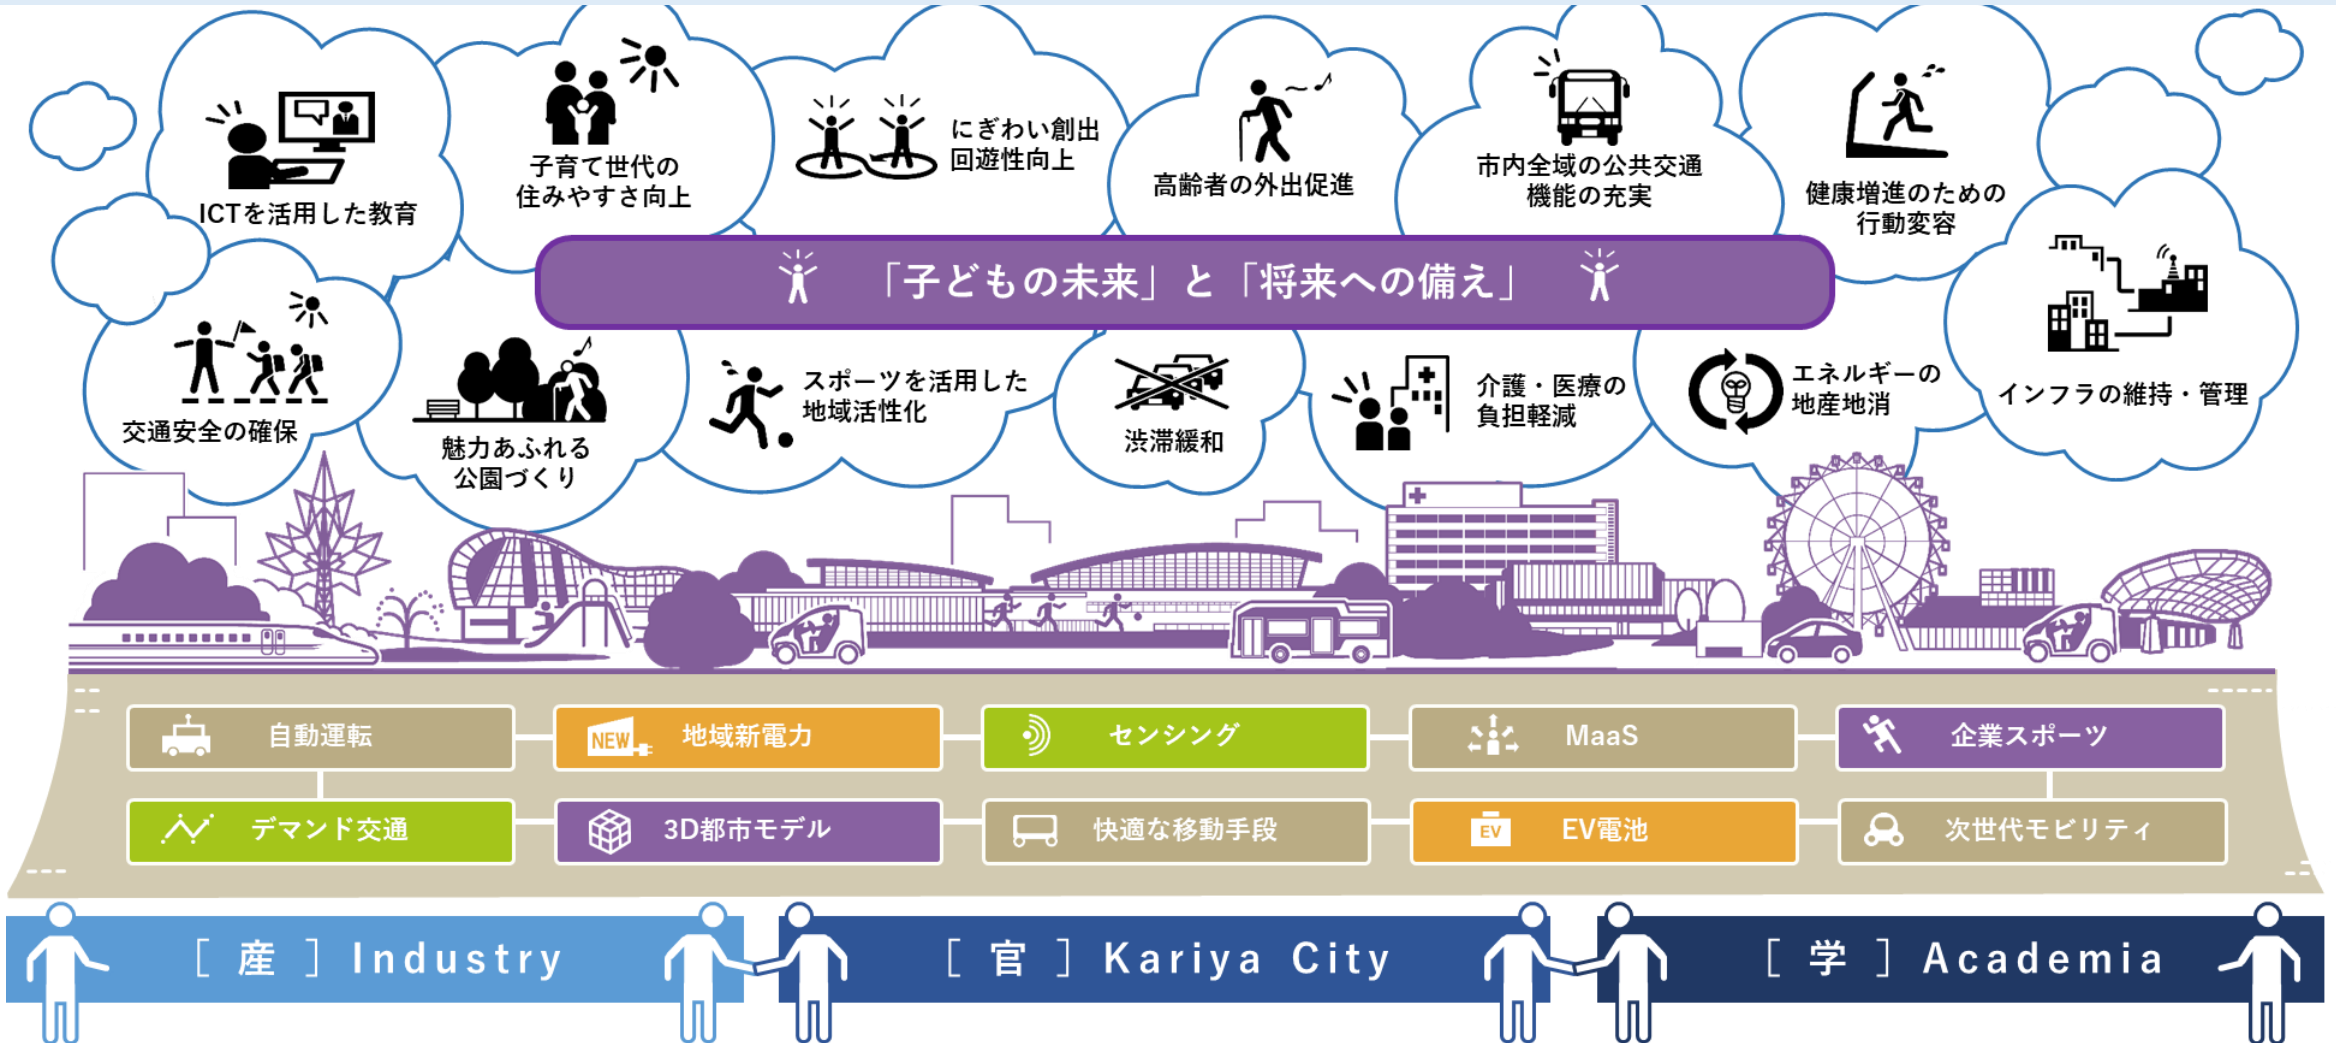 ICTを活用した教育
子育て世代の
住みやすさ向上
にぎわい創出
回遊性向上
高齢者の外出促進
市内全域の公共交通
機能の充実
健康増進のための
行動変容
「子どもの未来」と「将来への備え」
交通安全の確保
魅力あふれる
公園づくり
スポーツを活用した
地域活性化
渋滞緩和
介護・医療の
負担軽減
エネルギーの
地産地消
インフラの維持・管理
自動運転
NEW
地域新電力
センシング
MaaS
企業スポーツ
デマンド交通
3D都市モデル
快適な移動手段
EV
EV電池
次世代モビリティ
［産］Industry
［官］Kariya City
［学］Academia